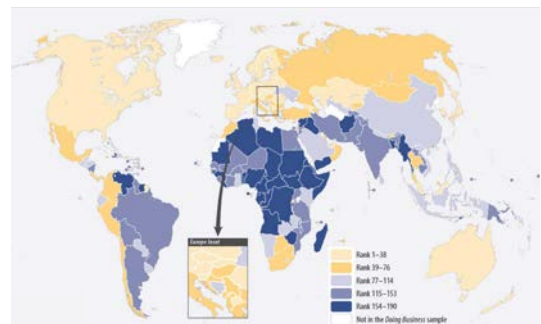 Europe inset
Rank 1–38
Rank 39–76
Rank 77–114
Rank 115–153
Rank 154–190
Not in the Doing Business sample